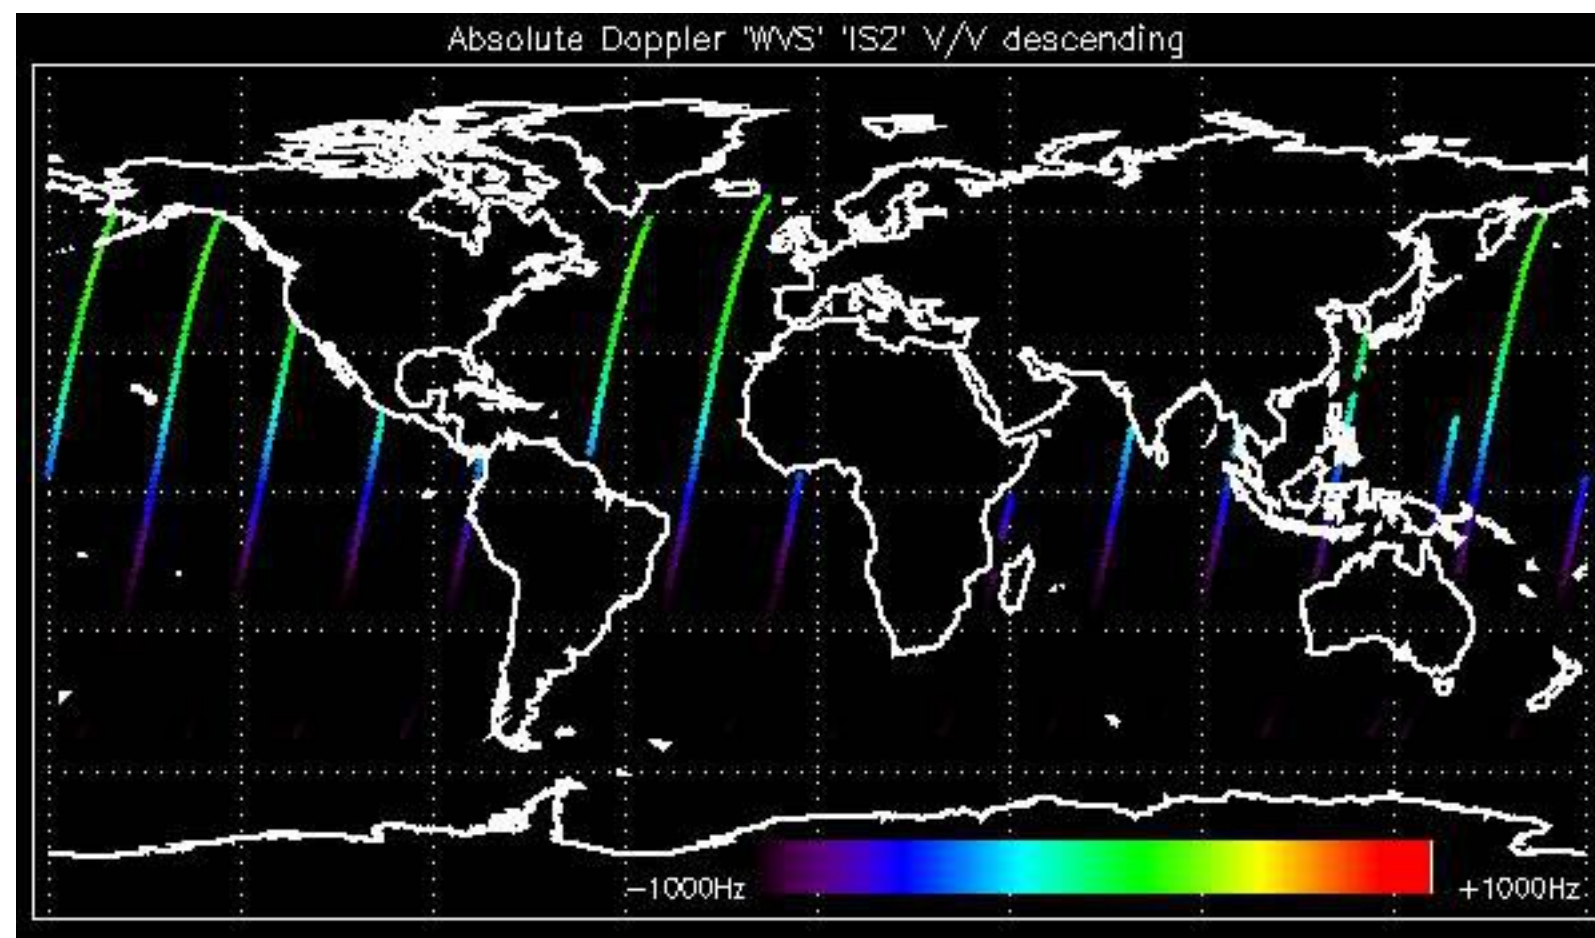 Absolute Doppler 'WVS' 'IS2' V/V descending
−1000Hz +1000Hz